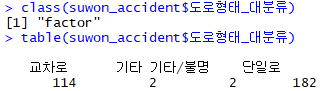 > class(suwon_accident$도로형태_대분류)
[1] "factor"
> table(suwon_accident$도로형태_대분류)
교차로 기타 기타/불명 단일로
114 2 2 182